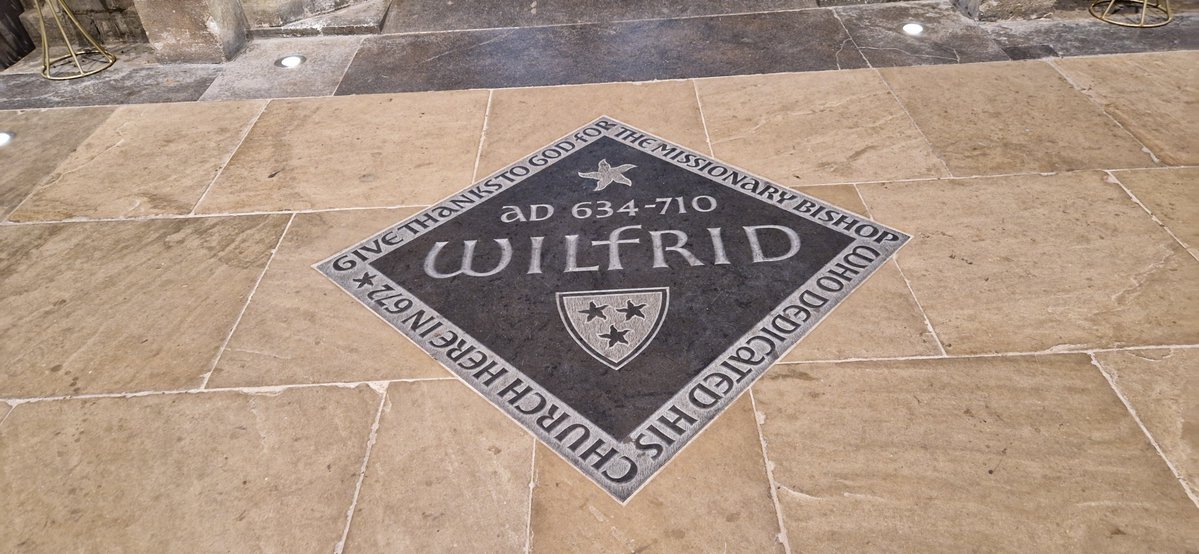 GIVE THANKS TO GOD FOR THE MISSIONARY BISHOP
WHO DEDICATED HIS
CHURCH HERE IN 672
AD 634-710
WILFRID